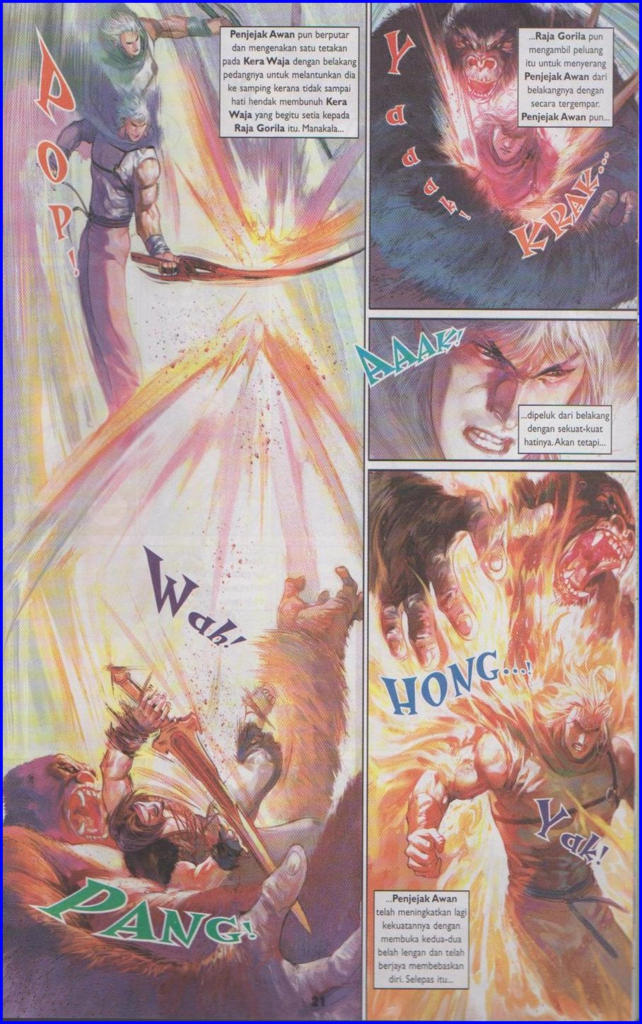 POP!
Penjejak Awan pun berputar
dan mengenakan satu tetakan
pada Kera Waja dengan belakang
pedangnya untuk melantunkan dia
ke samping kerana tidak sampai
hati hendak membunuh Kera
Waja yang begitu setia kepada
Raja Gorila itu. Manakala...
Wah!
PANG!
21
Yaaaah!
...Raja Gorila pun
mengambil peluang
itu untuk menyerang
Penjejak Awan dari
belakangnya dengan
secara tergempar.
Penjejak Awan pun...
KRAK...
AAAK!
...dipeluk dari belakang
dengan sekuat-kuat
hatinya. Akan tetapi...
HONG...!
Yak!
...Penjejak Awan
telah meningkatkan lagi
kekuatannya dengan
membuka kedua-dua
belah lengan dan telah
berjaya membebaskan
diri. Selepas itu...